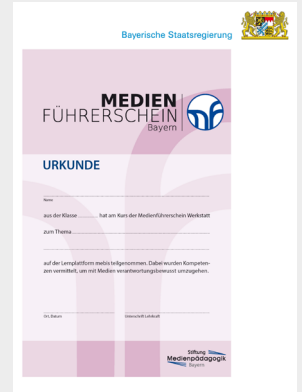 Bayerische Staatsregierung
MEDIEN
FÜHRERSCHEIN
Bayern
URKUNDE
Name
aus der Klasse hat am Kurs der Medienführerschein Werkstatt
zum Thema
auf der Lernplattform mebis teilgenommen. Dabei wurden Kompeten-
zen vermittelt, um mit Medien verantwortungsbewusst umzugehen.
Ort, Datum Unterschrift Lehrkraft
Stiftung
Medienpädagogik
Bayern